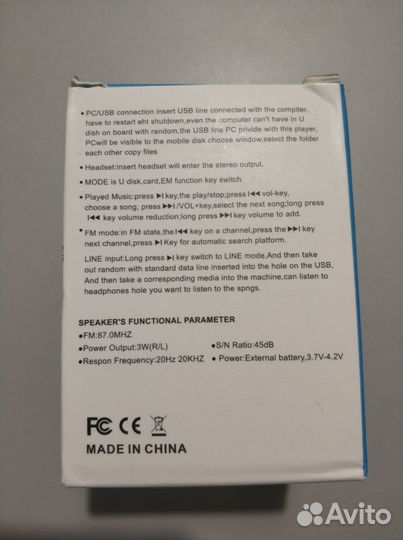 • PC/USB connection insert USB line connected with the compiter,
have to restart eht shutdown,even the computer can't have in U
dish on board with random,the USB line PC privide with this player,
PCwill be visible to the mobile disk choose window,select the folder
each other copy files
• Headset:insert headset will enter the stereo output.
• MODE is U disk,card,EM function key switch.
• Played Music:press ▶I key,the play/stop;press I◀◀ vol-key,
choose a song; press ▶▶I /VOL+key,select the next song;long press
I◀◀ key volume reduction;long press ▶▶I key volume to add.
• FM mode:in FM state,the I◀◀ key on a channel,press the ▶▶I key
next channel,press ▶I Key for automatic search platform.
LINE input:Long press ▶I key switch to LINE mode,And then take
out random with standard data line inserted into the hole on the USB,
And then take a corresponding media into the machine,can listen to
headphones hole you want to listen to the spngs.
SPEAKER'S FUNCTIONAL PARAMETER
●FM:87.0MHZ
●Power Output:3W(R/L) ●S/N Ratio:45dB
●Respon Frequency:20Hz 20KHZ ● Power:External battery,3.7V-4.2V
FC CE
MADE IN CHINA
Avito